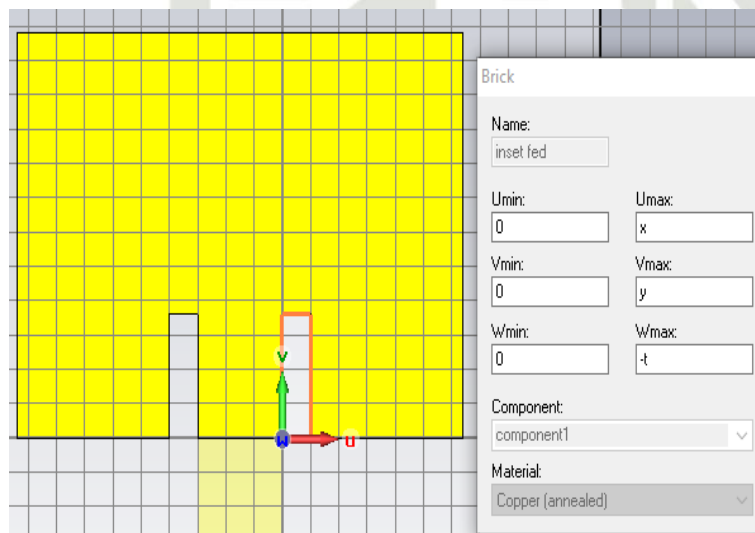 Brick
Name:
inset fed
Umin:
Umax:
0
x
Vmin:
Vmax:
0
y
Wmin:
Wmax:
0
-t
Component:
component1
Material:
Copper (annealed)
v
w
u